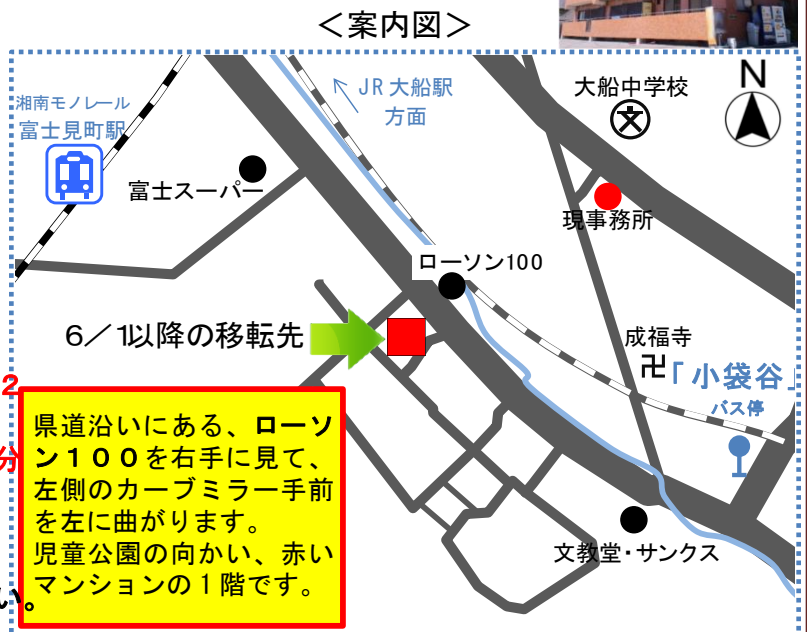 ＜案内図＞
N
JR大船駅
方面
大船中学校
湘南モノレール
富士見町駅
富士スーパー
現事務所
ローソン100
6／1以降の移転先
成福寺
「小袋谷」
バス停
2
分
県道沿いにある、ローソ
ン１００を右手に見て、
左側のカーブミラー手前
を左に曲がります。
児童公園の向かい、赤い
マンションの１階です。
い。
文教堂・サンクス